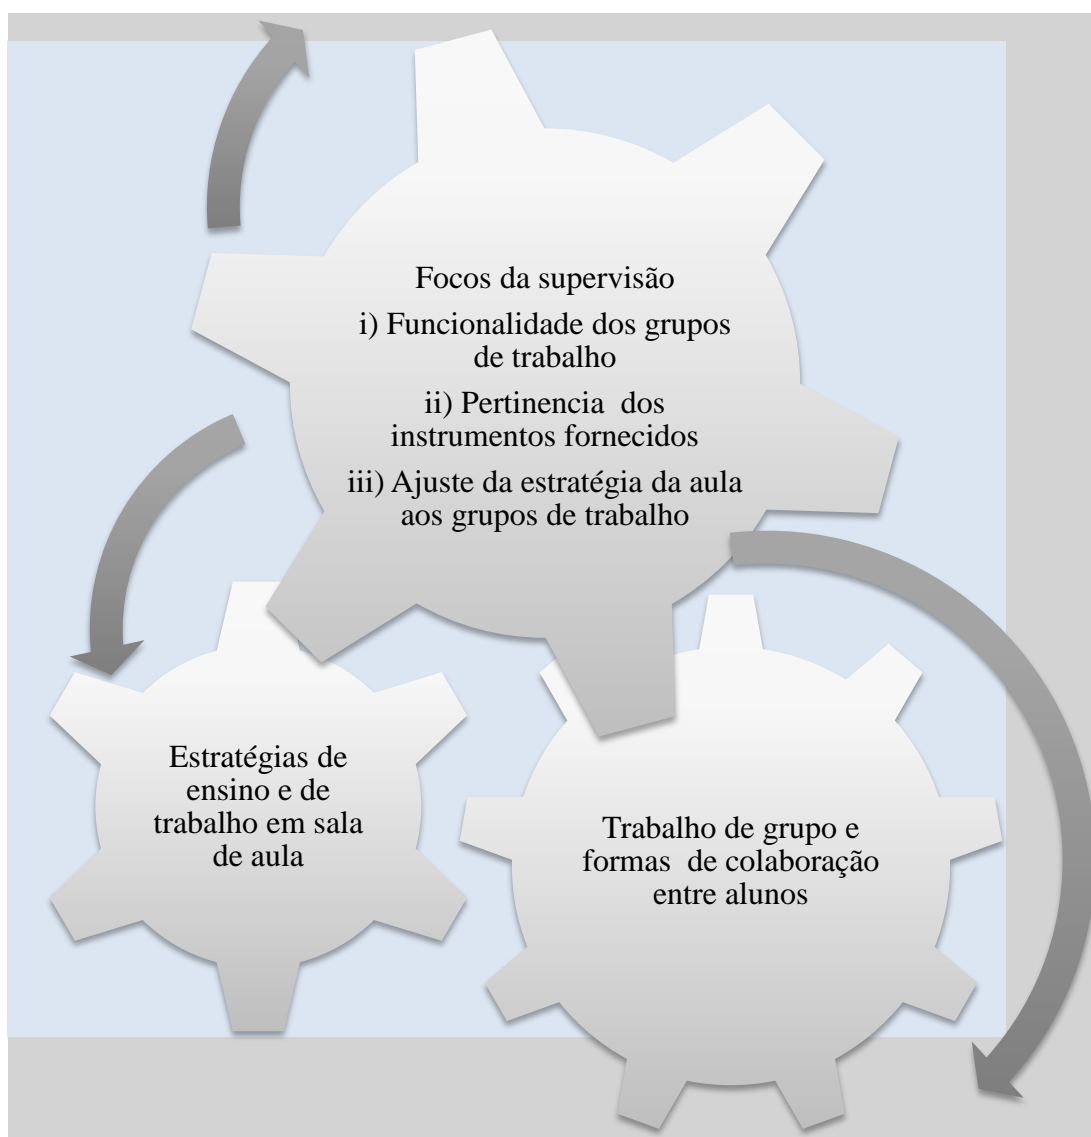 Focos da supervisão
i) Funcionalidade dos grupos
de trabalho
ii) Pertinencia  dos
instrumentos fornecidos
iii) Ajuste da estratégia da aula
aos grupos de trabalho
Estratégias de
ensino e de
trabalho em sala
de aula
Trabalho de grupo e
formas  de colaboração
entre alunos